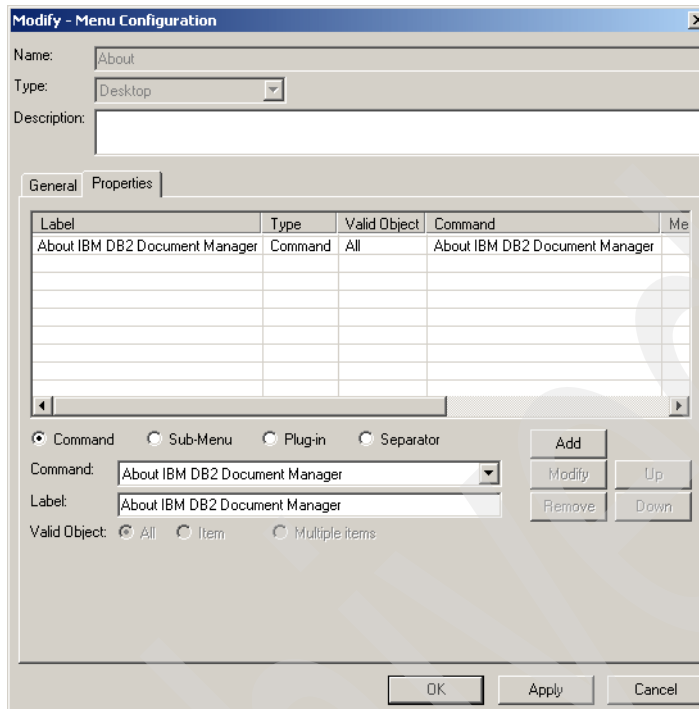 Modify - Menu Configuration
Name: About
Type: Desktop
Description:
General Properties
Label Type Valid Object Command Me
About IBM DB2 Document Manager Command All About IBM DB2 Document Manager
Command Sub-Menu Plug-in Separator Add
Command: About IBM DB2 Document Manager Modify Up
Label: About IBM DB2 Document Manager Remove Down
Valid Object: All Item Multiple items
OK Apply Cancel